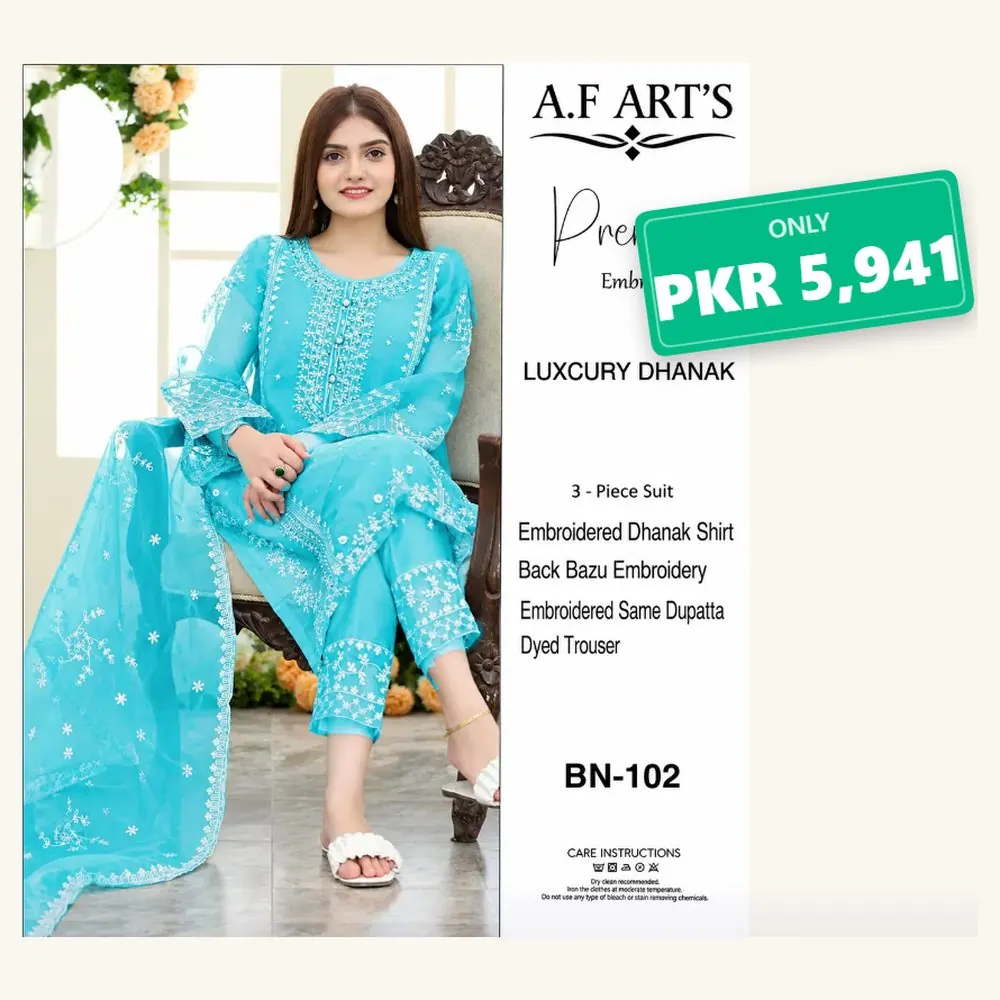 A.F ART'S
ONLY
PKR 5,941
LUXCURY DHANAK
3 - Piece Suit
Embroidered Dhanak Shirt
Back Bazu Embroidery
Embroidered Same Dupatta
Dyed Trouser
BN-102
CARE INSTRUCTIONS
Dry clean recommended.
Iron the clothes at moderate temperature.
Do not use any type of bleach or stain removing chemicals.